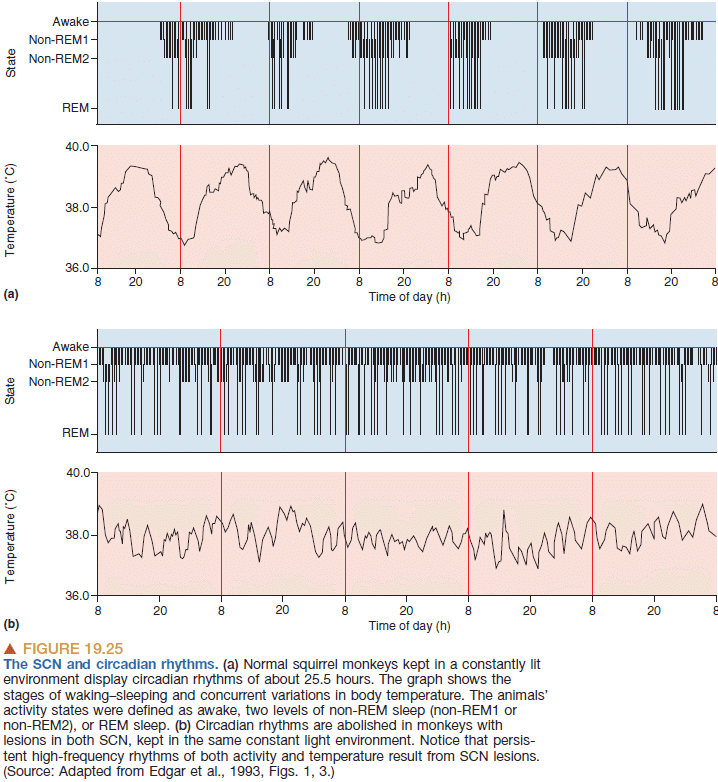 Awake
Non-REM1
Non-REM2
REM
State
40.0
38.0
36.0
Temperature (°C)
8 20 8 20 8 20 8 20 8 20 8 20 8 20 8
Time of day (h)
(a)
Awake
Non-REM1
Non-REM2
REM
State
40.0
38.0
36.0
Temperature (°C)
8 20 8 20 8 20 8 20 8 20 8
Time of day (h)
(b)
▲ FIGURE 19.25
The SCN and circadian rhythms. (a) Normal squirrel monkeys kept in a constantly lit
environment display circadian rhythms of about 25.5 hours. The graph shows the
stages of waking–sleeping and concurrent variations in body temperature. The animals'
activity states were defined as awake, two levels of non-REM sleep (non-REM1 or
non-REM2), or REM sleep. (b) Circadian rhythms are abolished in monkeys with
lesions in both SCN, kept in the same constant light environment. Notice that persis-
tent high-frequency rhythms of both activity and temperature result from SCN lesions.
(Source: Adapted from Edgar et al., 1993, Figs. 1, 3.)